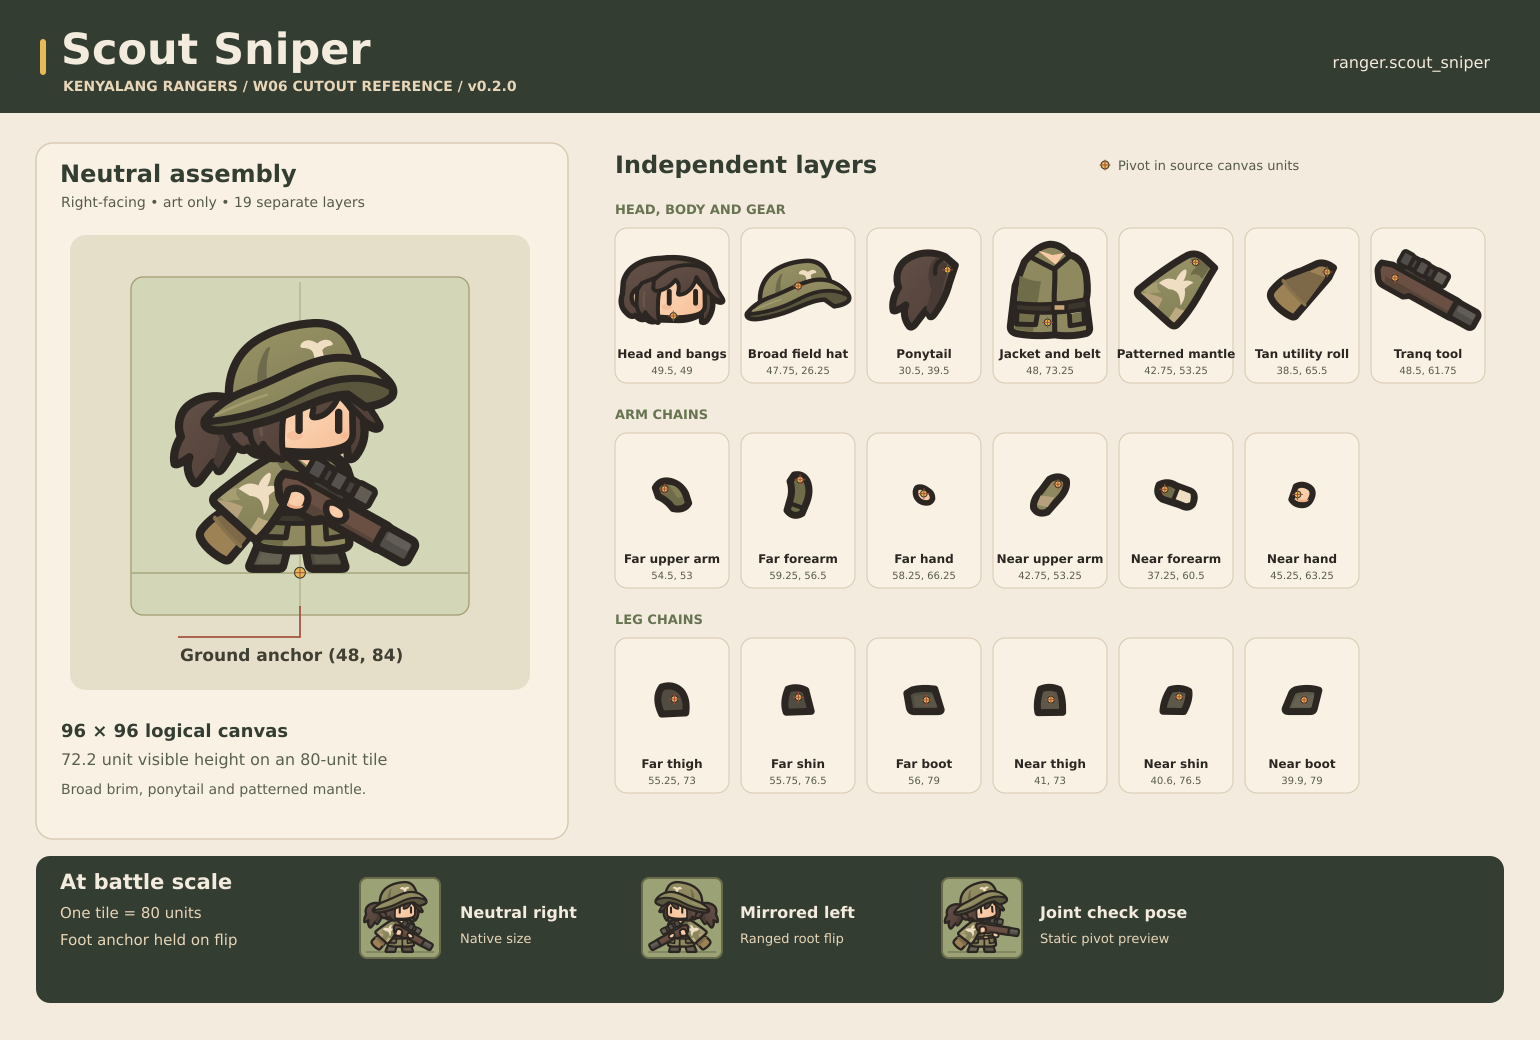 Scout Sniper
KENYALANG RANGERS / W06 CUTOUT REFERENCE / v0.2.0
ranger.scout_sniper
Neutral assembly
Right-facing • art only • 19 separate layers
Ground anchor (48, 84)
96 × 96 logical canvas
72.2 unit visible height on an 80-unit tile
Broad brim, ponytail and patterned mantle.
Independent layers
Pivot in source canvas units
HEAD, BODY AND GEAR
Head and bangs
49.5, 49
Broad field hat
47.75, 26.25
Ponytail
30.5, 39.5
Jacket and belt
48, 73.25
Patterned mantle
42.75, 53.25
Tan utility roll
38.5, 65.5
Tranq tool
48.5, 61.75
ARM CHAINS
Far upper arm
54.5, 53
Far forearm
59.25, 56.5
Far hand
58.25, 66.25
Near upper arm
42.75, 53.25
Near forearm
37.25, 60.5
Near hand
45.25, 63.25
LEG CHAINS
Far thigh
55.25, 73
Far shin
55.75, 76.5
Far boot
56, 79
Near thigh
41, 73
Near shin
40.6, 76.5
Near boot
39.9, 79
At battle scale
One tile = 80 units
Foot anchor held on flip
Neutral right
Native size
Mirrored left
Ranged root flip
Joint check pose
Static pivot preview